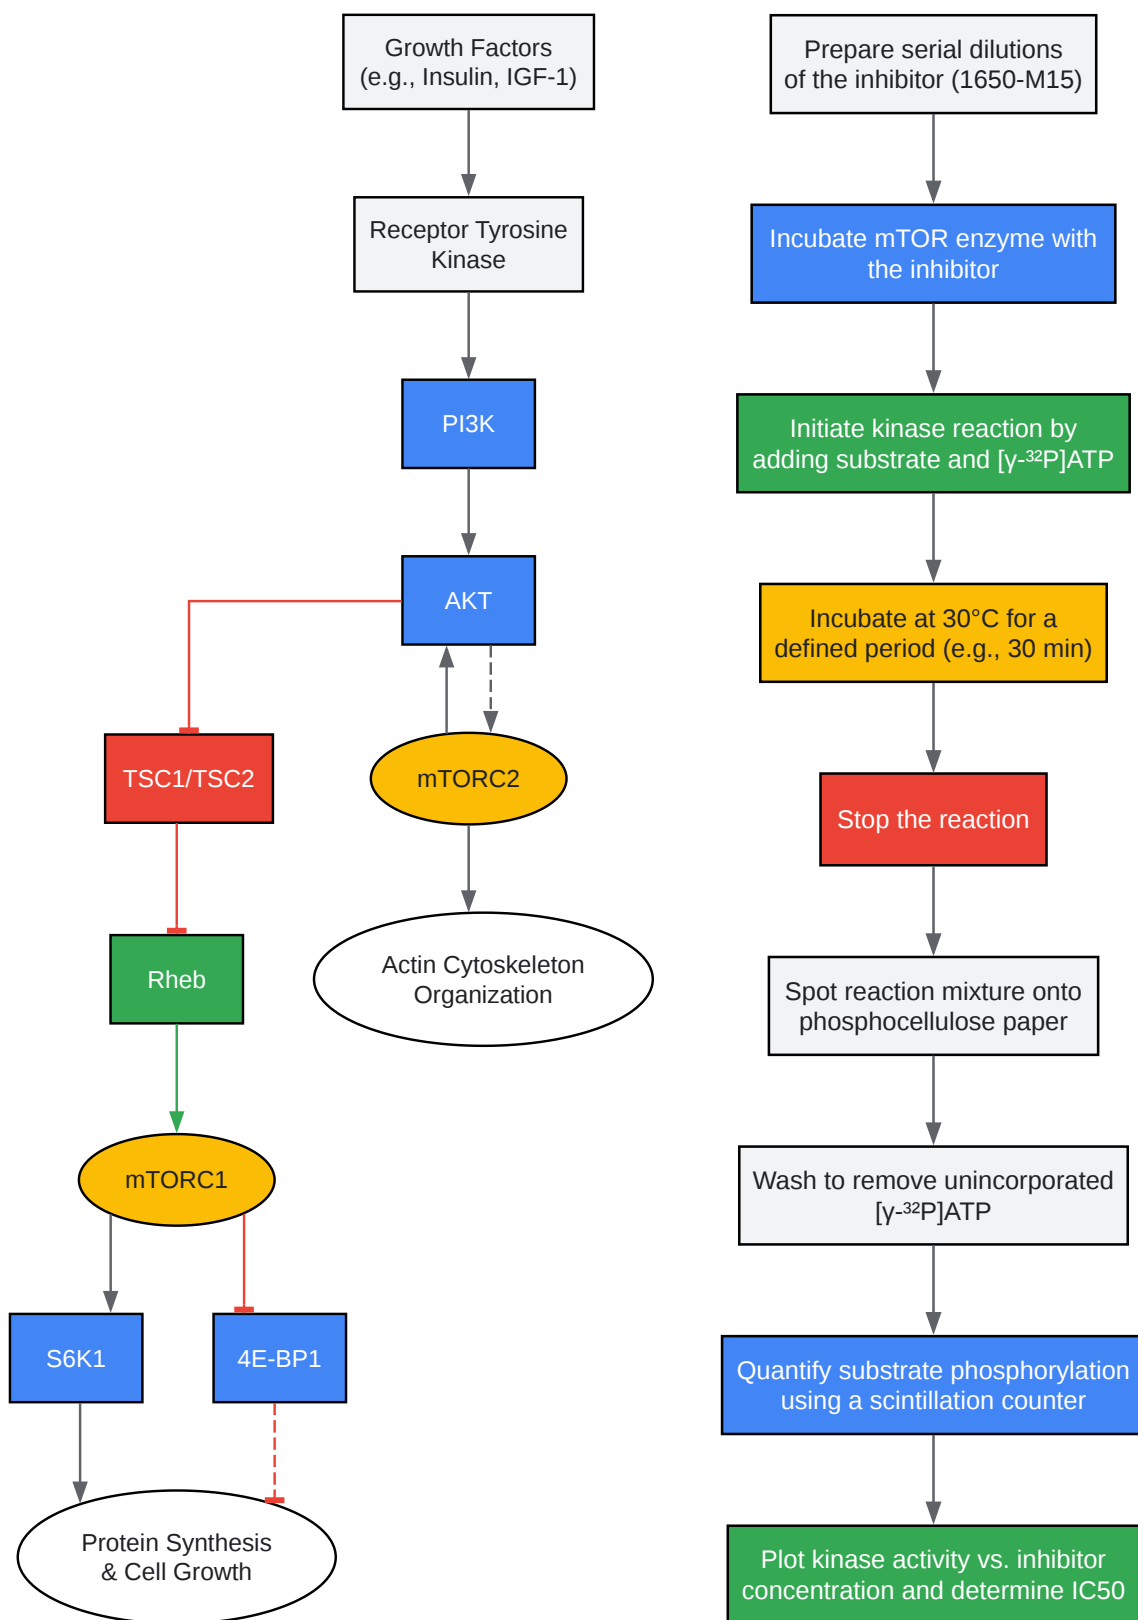 Growth Factors
(e.g., Insulin, IGF-1)
Receptor Tyrosine
Kinase
PI3K
AKT
TSC1/TSC2
mTORC2
Rheb
Actin Cytoskeleton
Organization
mTORC1
S6K1
4E-BP1
Protein Synthesis
& Cell Growth
Prepare serial dilutions
of the inhibitor (1650-M15)
Incubate mTOR enzyme with
the inhibitor
Initiate kinase reaction by
adding substrate and [γ-³²P]ATP
Incubate at 30°C for a
defined period (e.g., 30 min)
Stop the reaction
Spot reaction mixture onto
phosphocellulose paper
Wash to remove unincorporated
[γ-³²P]ATP
Quantify substrate phosphorylation
using a scintillation counter
Plot kinase activity vs. inhibitor
concentration and determine IC50